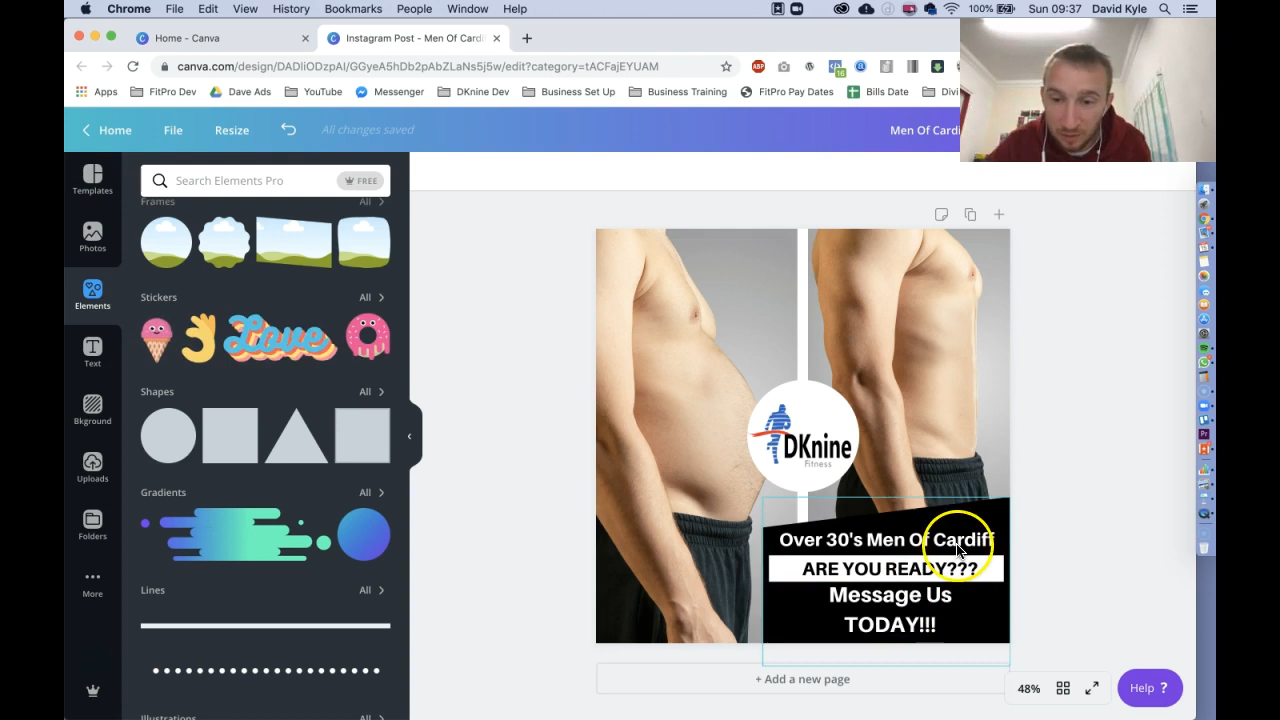 Chrome File Edit View History Bookmarks People Window Help 100% Sun 09:37 David Kyle
Home - Canva
Instagram Post - Men Of Cardi
canva.com/design/DADliODzpAI/GGyeA5hDb2pAbZLaNs5j5w/edit?category=tACFajEYUAM
ABP
16
Apps FitPro Dev Dave Ads YouTube Messenger DKnine Dev Business Set Up Business Training FitPro Pay Dates Bills Date Divi
Home File Resize All changes saved Men Of Cardi
Templates
Photos
Elements
Text
Bkground
Uploads
Folders
More
Search Elements Pro FREE
Frames All
Stickers All
Love
Shapes All
Gradients All
Lines All
Illustrations All
DKnine
Fitness
Over 30's Men Of Cardiff
ARE YOU READY???
Message Us
TODAY!!!
+ Add a new page
48%
Help ?